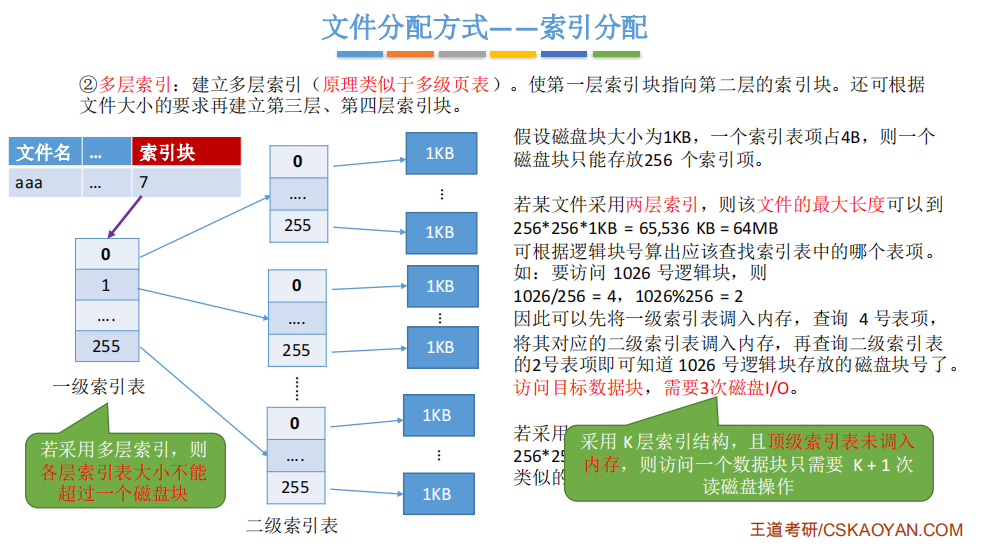 文件分配方式——索引分配
②多层索引：建立多层索引（原理类似于多级页表）。使第一层索引块指向第二层的索引块。还可根据
文件大小的要求再建立第三层、第四层索引块。
文件名 … 索引块
aaa … 7
0
1
….
255
一级索引表
0
….
255
0
….
255
……
0
….
255
二级索引表
1KB
…
1KB
1KB
…
1KB
1KB
…
1KB
若采用多层索引，则
各层索引表大小不能
超过一个磁盘块
假设磁盘块大小为1KB，一个索引表项占4B，则一个
磁盘块只能存放256 个索引项。
若某文件采用两层索引，则该文件的最大长度可以到
256*256*1KB = 65,536 KB = 64MB
可根据逻辑块号算出应该查找索引表中的哪个表项。
如：要访问 1026 号逻辑块，则
1026/256 = 4，1026%256 = 2
因此可以先将一级索引表调入内存，查询 4 号表项，
将其对应的二级索引表调入内存，再查询二级索引表
的2号表项即可知道 1026 号逻辑块存放的磁盘块号了。
访问目标数据块，需要3次磁盘I/O。
若采用
256*25
类似的
采用 K 层索引结构，且顶级索引表未调入
内存，则访问一个数据块只需要 K + 1 次
读磁盘操作
王道考研/CSKAOYAN.COM